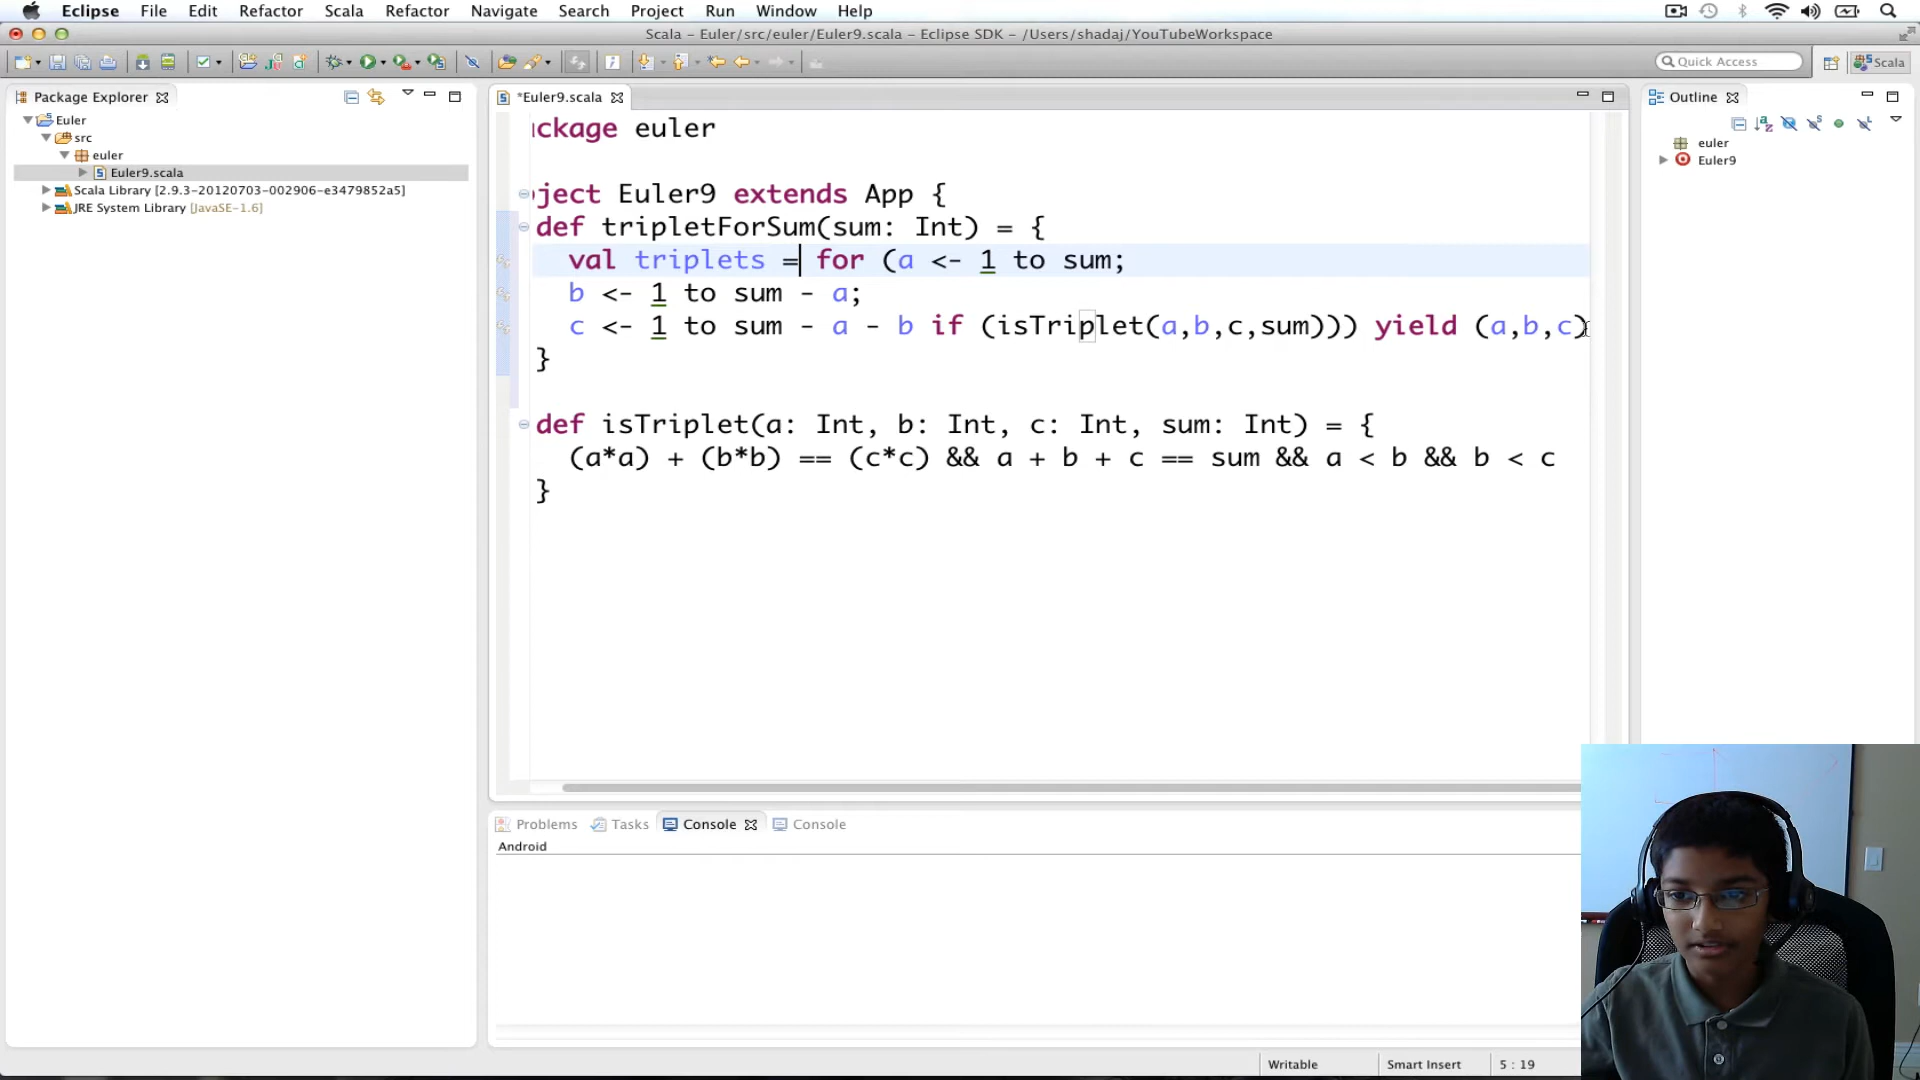 Eclipse File Edit Refactor Scala Refactor Navigate Search Project Run Window Help
Scala – Euler/src/euler/Euler9.scala – Eclipse SDK – /Users/shadaj/YouTubeWorkspace
Quick Access
Scala
Package Explorer
Euler
src
euler
Euler9.scala
Scala Library [2.9.3-20120703-002906-e3479852a5]
JRE System Library [JavaSE-1.6]
*Euler9.scala
ckage euler
ject Euler9 extends App {
def tripletForSum(sum: Int) = {
val triplets = for (a <- 1 to sum;
b <- 1 to sum - a;
c <- 1 to sum - a - b if (isTriplet(a,b,c,sum))) yield (a,b,c)
}
def isTriplet(a: Int, b: Int, c: Int, sum: Int) = {
(a*a) + (b*b) == (c*c) && a + b + c == sum && a < b && b < c
}
Outline
euler
Euler9
Problems Tasks Console Console
Android
Writable Smart Insert 5 : 19